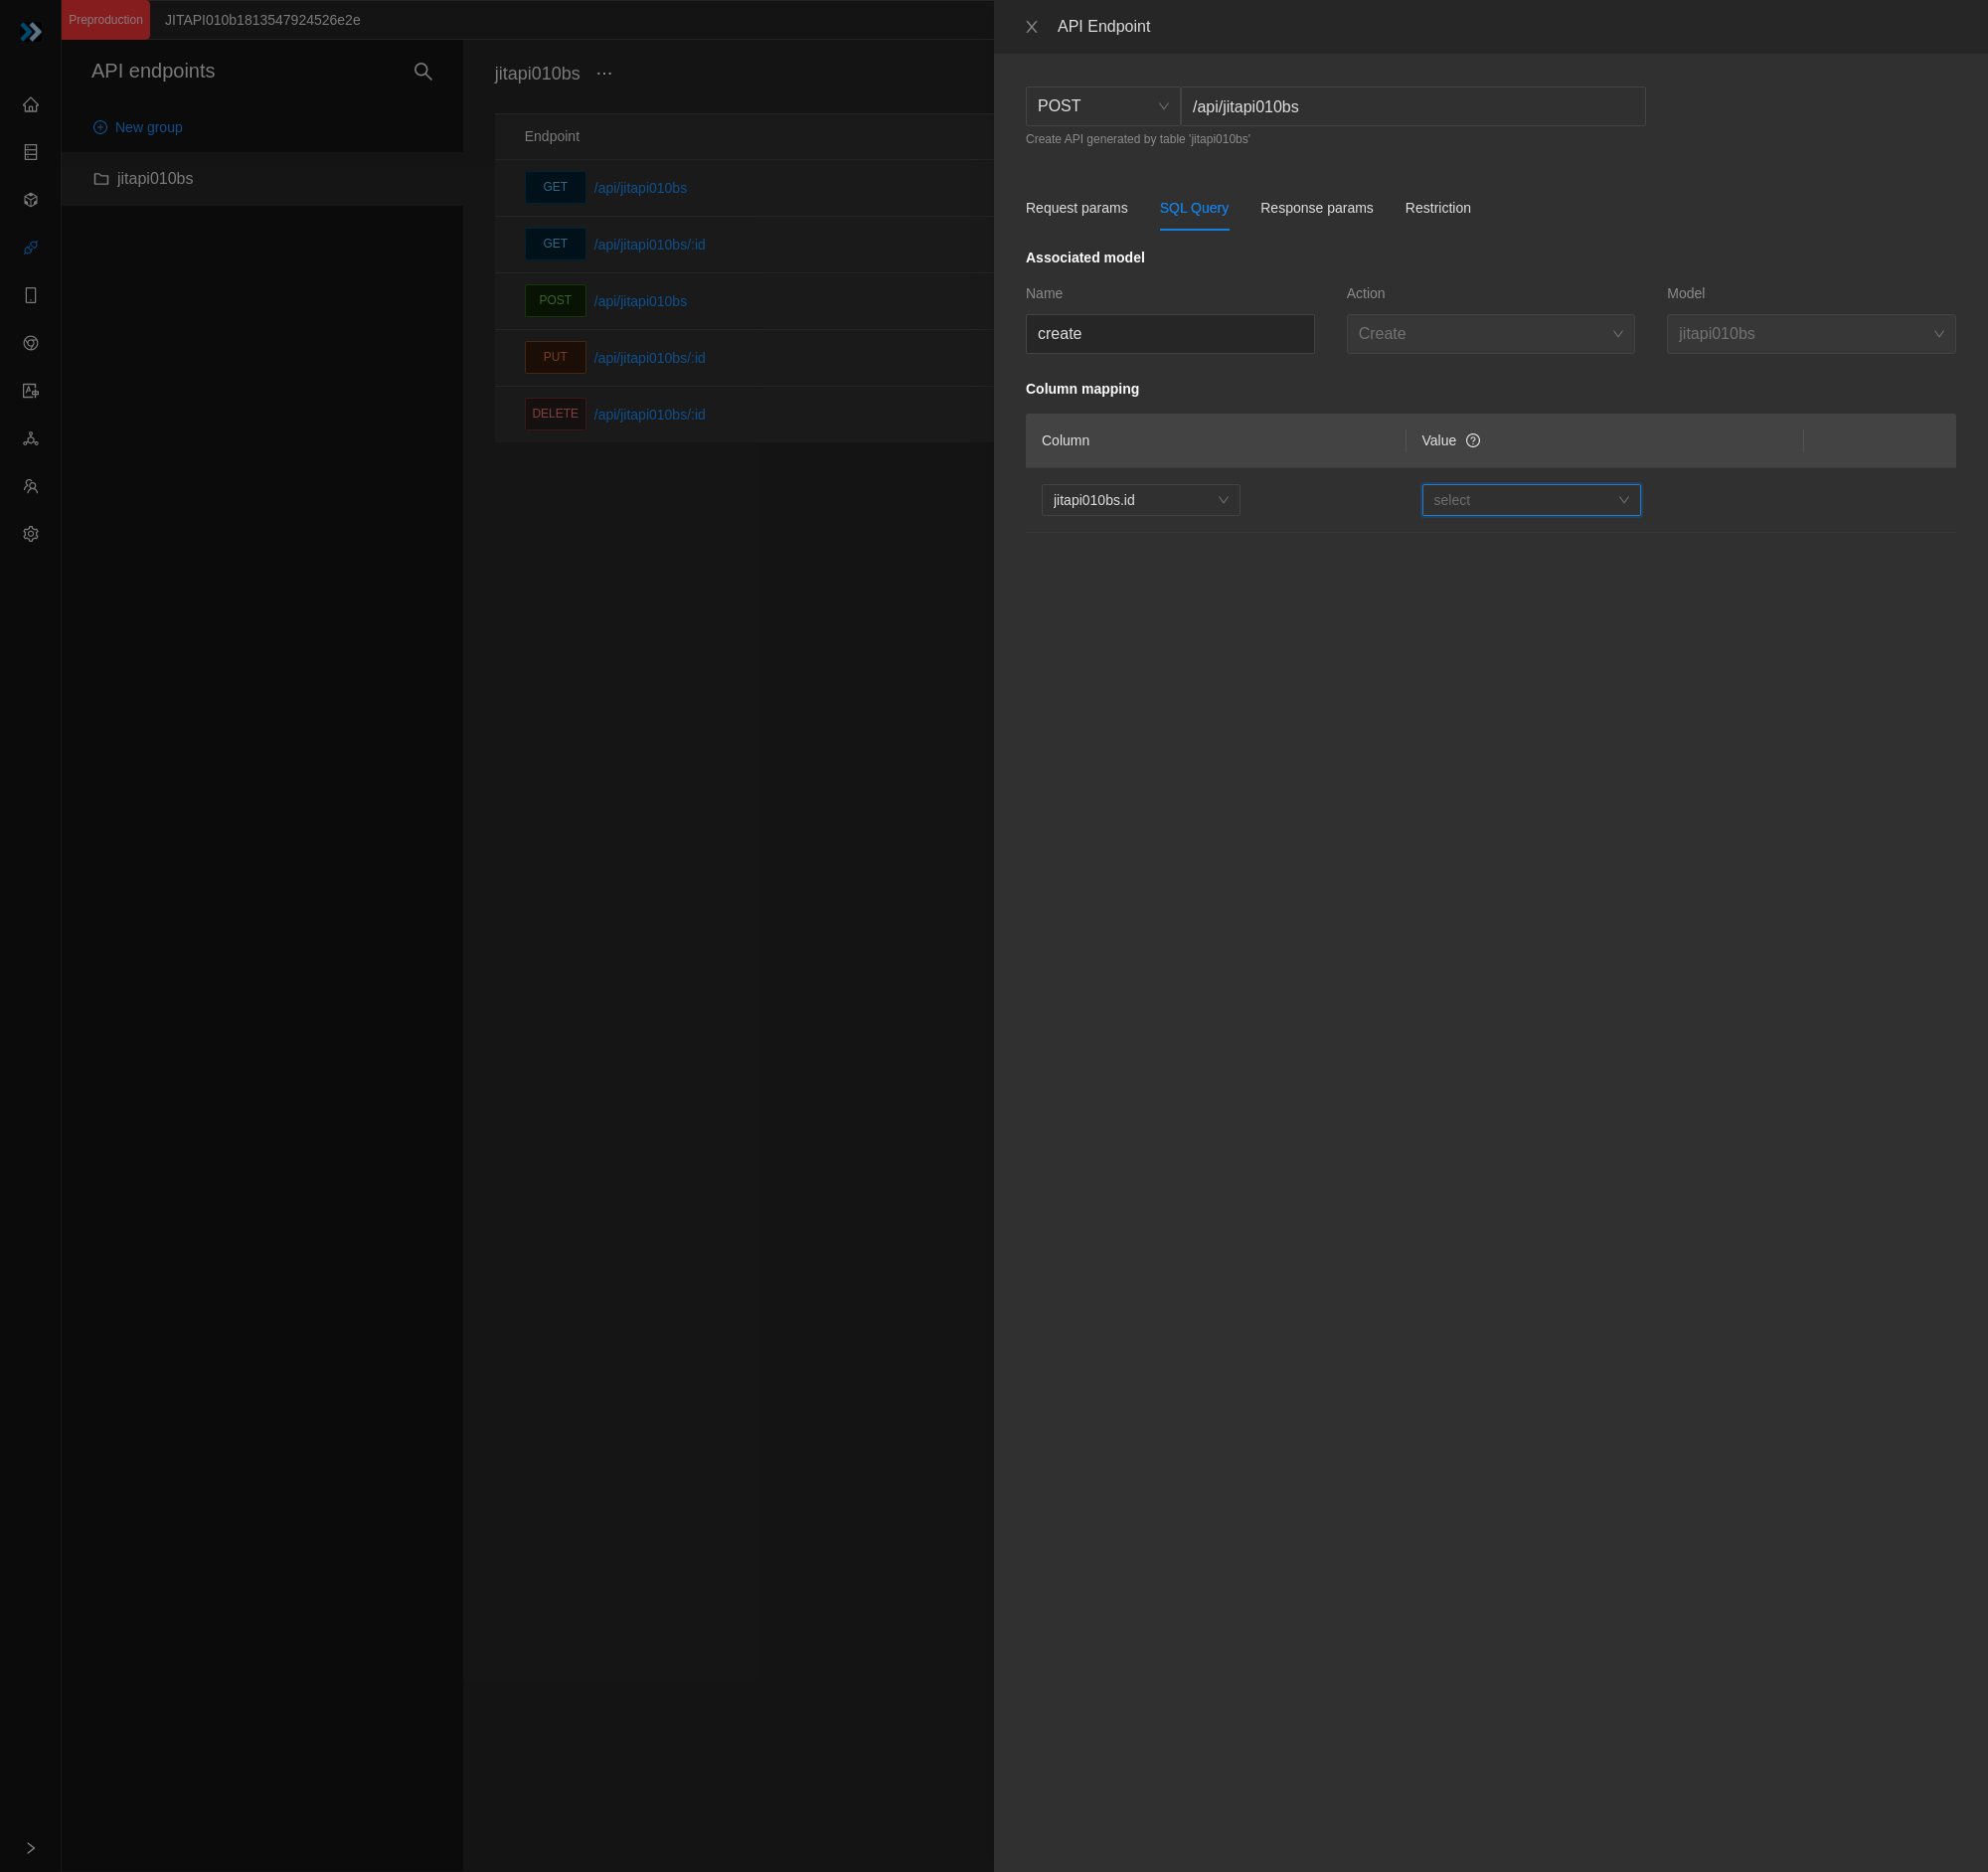 Preproduction JITAPI010b1813547924526e2e
API endpoints
New group
jitapi010bs
jitapi010bs ...
Endpoint
GET /api/jitapi010bs
GET /api/jitapi010bs/:id
POST /api/jitapi010bs
PUT /api/jitapi010bs/:id
DELETE /api/jitapi010bs/:id
API Endpoint
POST /api/jitapi010bs
Create API generated by table 'jitapi010bs'
Request params SQL Query Response params Restriction
Associated model
Name Action Model
create Create jitapi010bs
Column mapping
Column Value
jitapi010bs.id select